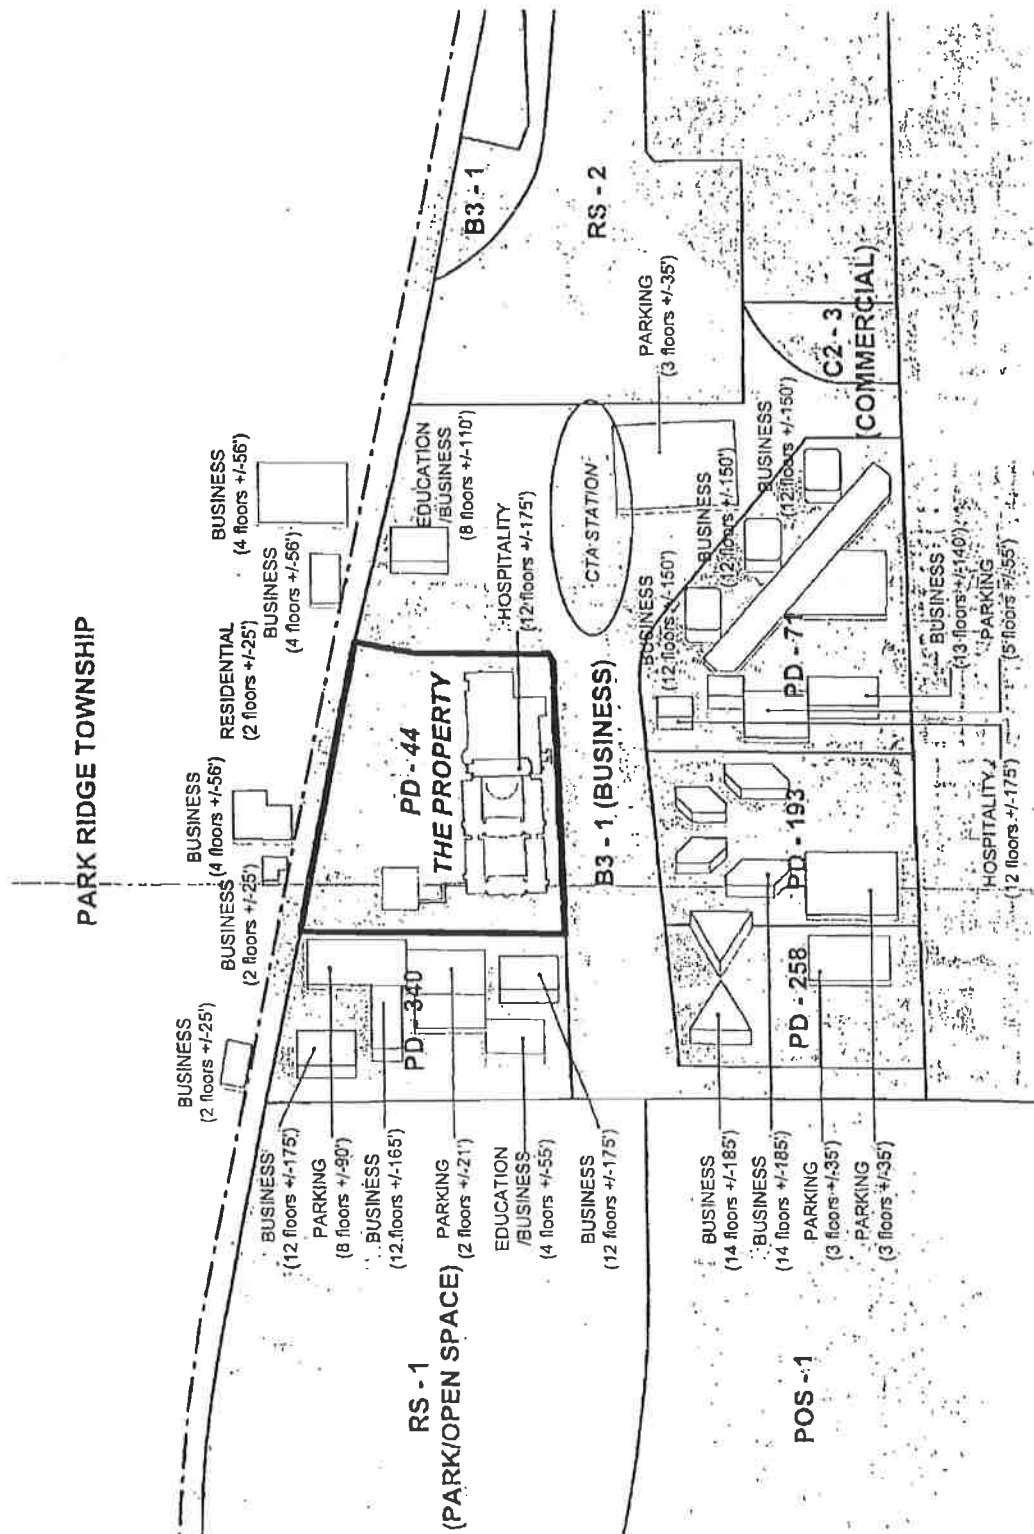 PARK RIDGE TOWNSHIP
BUSINESS
(2 floors +/-25')
BUSINESS
(2 floors +/-25')
BUSINESS
(4 floors +/-56')
RESIDENTIAL
(2 floors +/-25')
BUSINESS
(4 floors +/-56')
BUSINESS
(4 floors +/-56')
BUSINESS
(12 floors +/-175')
PARKING
(8 floors +/-90')
BUSINESS
(12 floors +/-165')
PARKING
(2 floors +/-21')
EDUCATION
/BUSINESS
(4 floors +/-55')
BUSINESS
(12 floors +/-175')
PD - 340
PD - 44
THE PROPERTY
EDUCATION
/BUSINESS
(8 floors +/-110')
HOSPITALITY
(12 floors +/-175')
B3 - 1
RS - 2
RS - 1
(PARK/OPEN SPACE)
B3 - 1 (BUSINESS)
CTA STATION
PARKING
(3 floors +/-35')
BUSINESS
(12 floors +/-150')
BUSINESS
(12 floors +/-150')
BUSINESS
(12 floors +/-150')
C2 - 3
(COMMERCIAL)
POS - 1
BUSINESS
(14 floors +/-185')
BUSINESS
(14 floors +/-185')
PARKING
(3 floors +/-35')
PARKING
(3 floors +/-35')
PD - 258
PD - 193
PD - 71
BUSINESS
(13 floors +/-140')
PARKING
(5 floors +/-55')
HOSPITALITY
(12 floors +/-175')